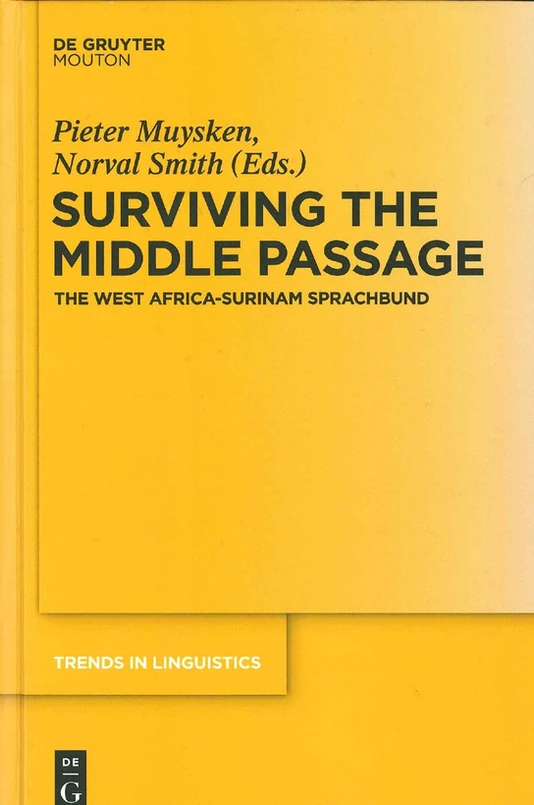 DE GRUYTER
MOUTON
Pieter Muysken,
Norval Smith (Eds.)
SURVIVING THE
MIDDLE PASSAGE
THE WEST AFRICA-SURINAM SPRACHBUND
TRENDS IN LINGUISTICS
DE
G